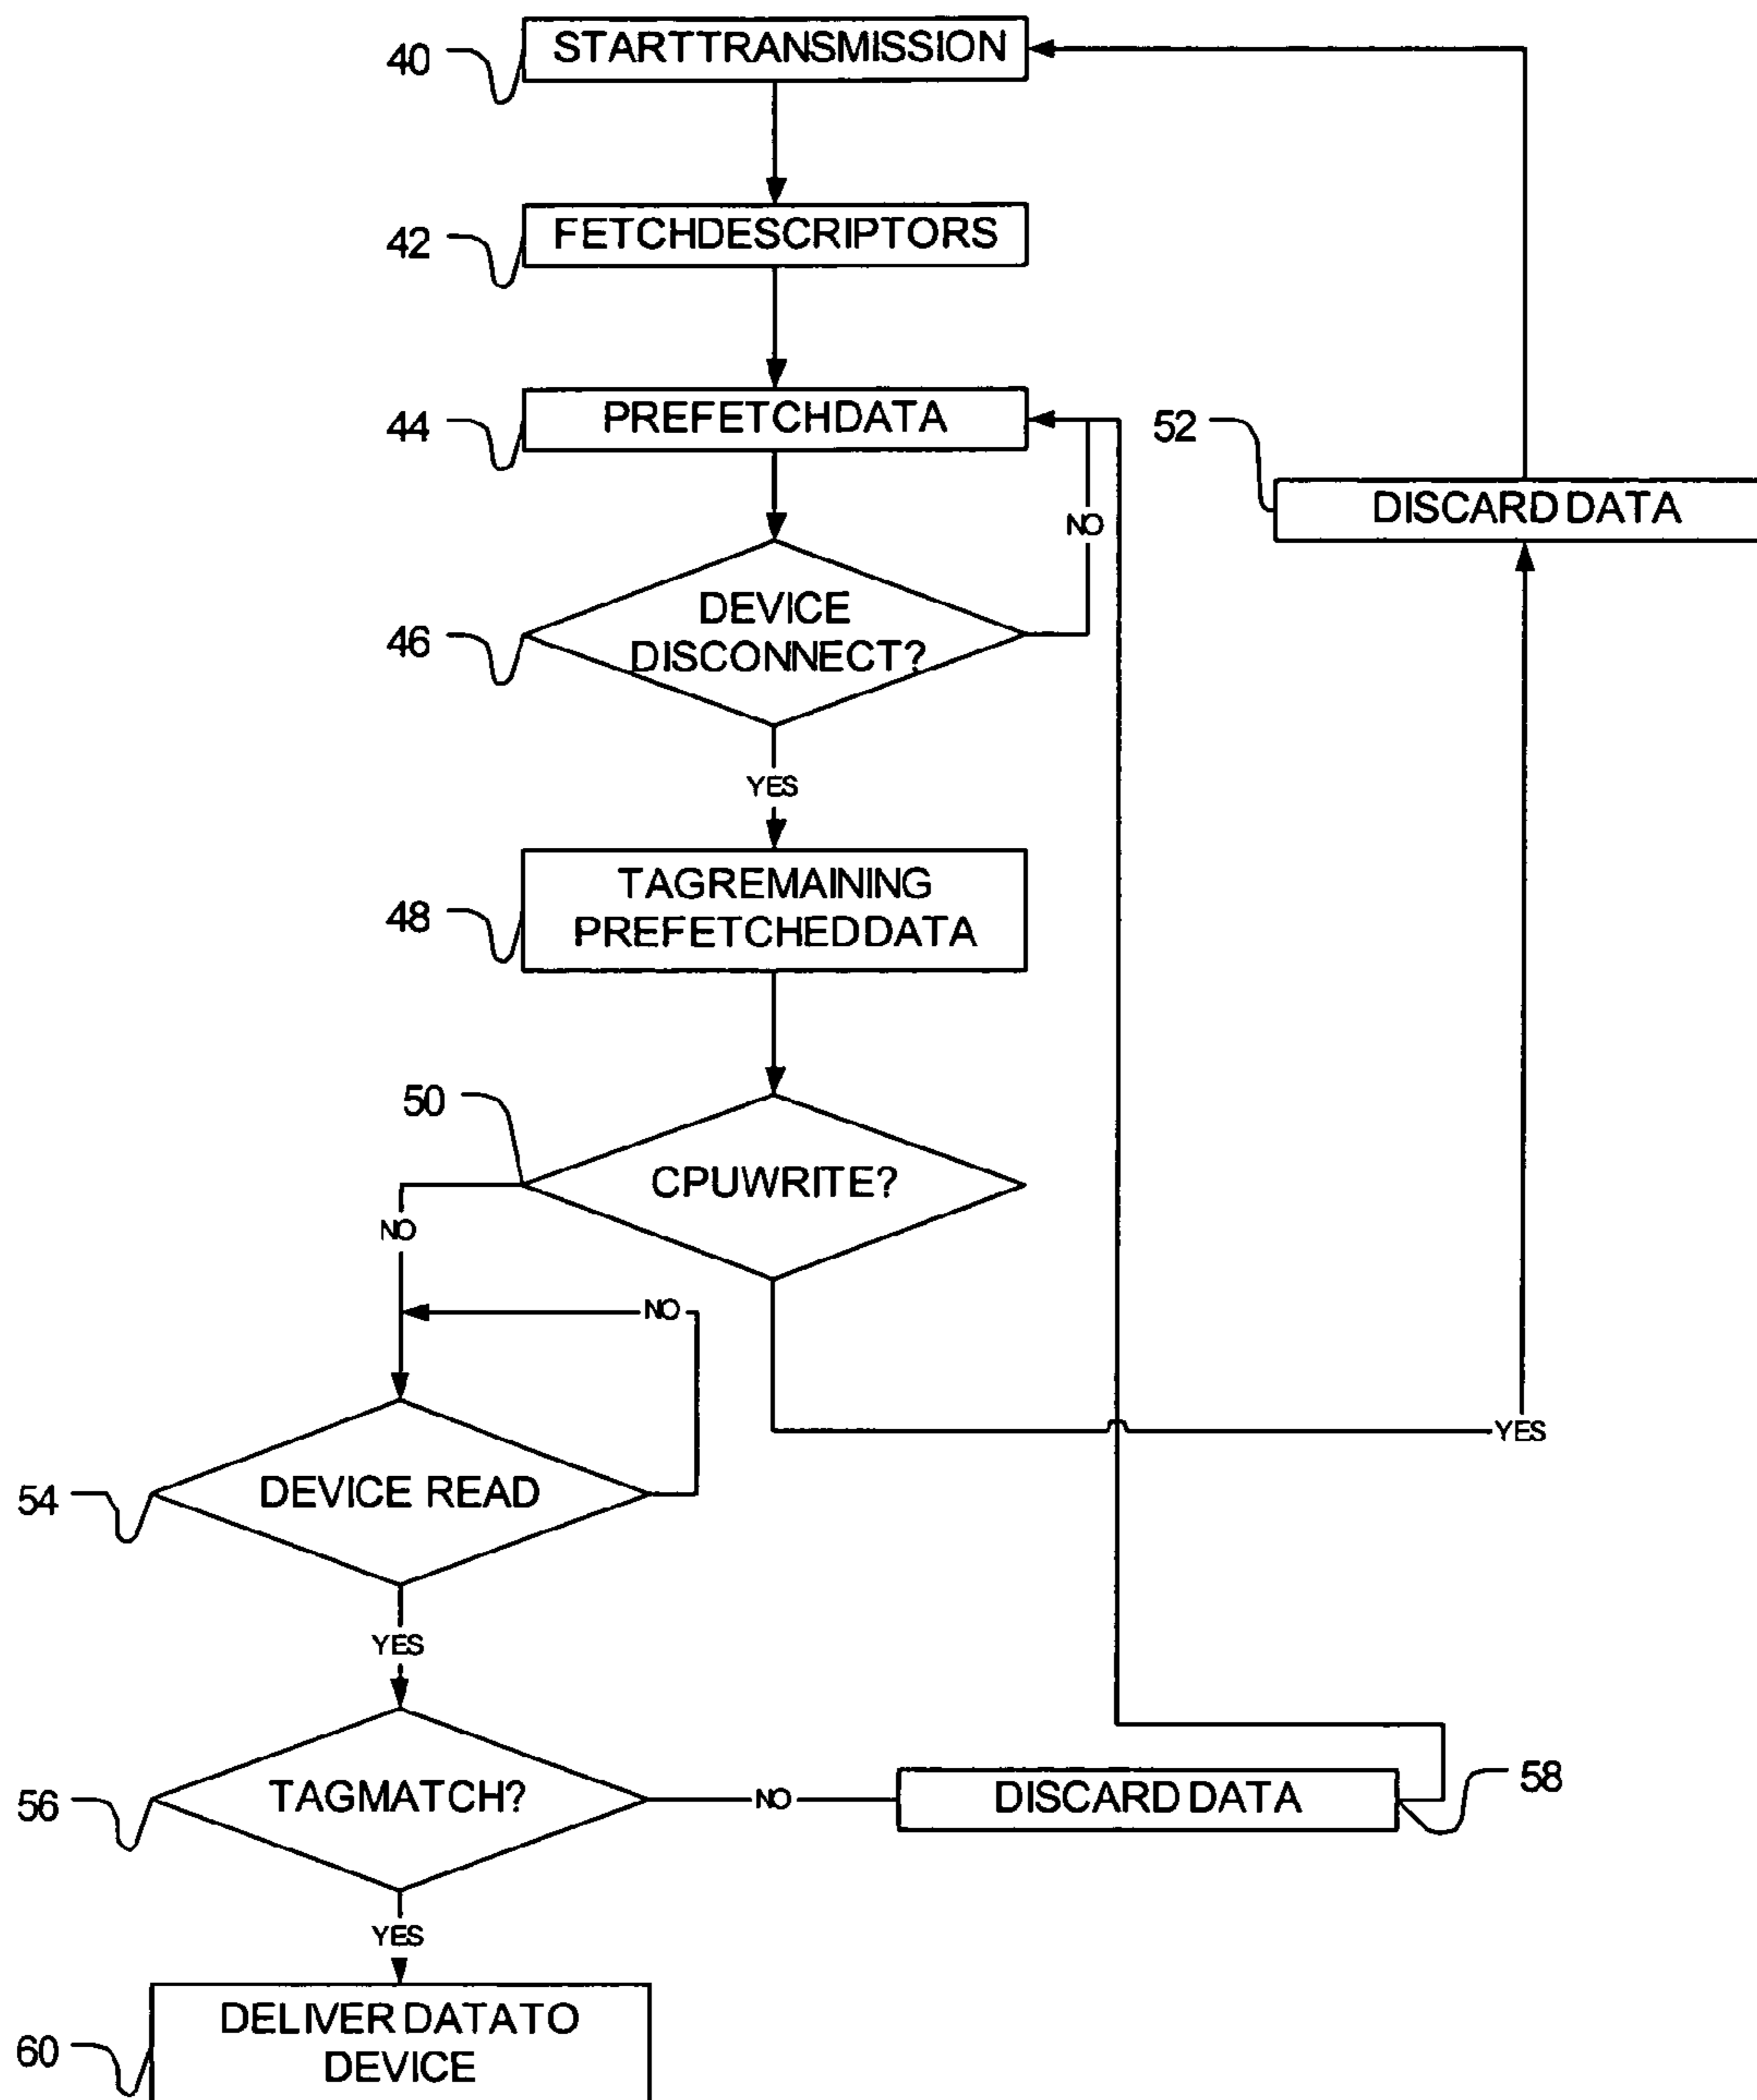 40
STARTTRANSMISSION
42
FETCHDESCRIPTORS
44
PREFETCHDATA
52
DISCARD DATA
NO
46
DEVICE
DISCONNECT?
YES
48
TAGREMAINING
PREFETCHEDDATA
50
CPUWRITE?
NO
NO
YES
54
DEVICE READ
YES
56
TAGMATCH?
NO
DISCARD DATA
58
YES
60
DELIVER DATATO
DEVICE